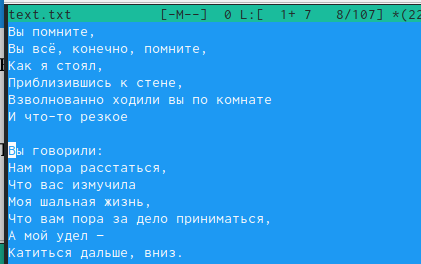 text.txt [-M--] 0 L:[ 1+ 7 8/107] *(22
Вы помните,
Вы всё, конечно, помните,
Как я стоял,
Приблизившись к стене,
Взволнованно ходили вы по комнате
И что-то резкое

Вы говорили:
Нам пора расстаться,
Что вас измучила
Моя шальная жизнь,
Что вам пора за дело приниматься,
А мой удел –
Катиться дальше, вниз.